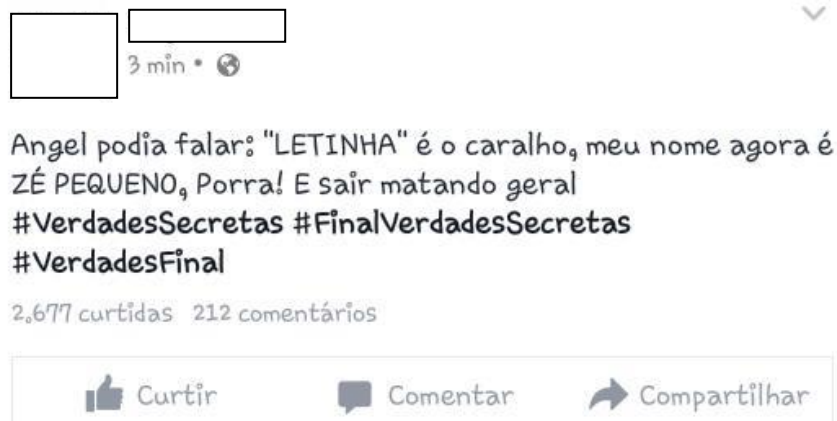 3 min •
Angel podia falar: "LETINHA" é o caralho, meu nome agora é
ZÉ PEQUENO, Porra! E sair matando geral
#VerdadesSecretas #FinalVerdadesSecretas
#VerdadesFinal
2.677 curtidas 212 comentários
Curtir Comentar Compartilhar